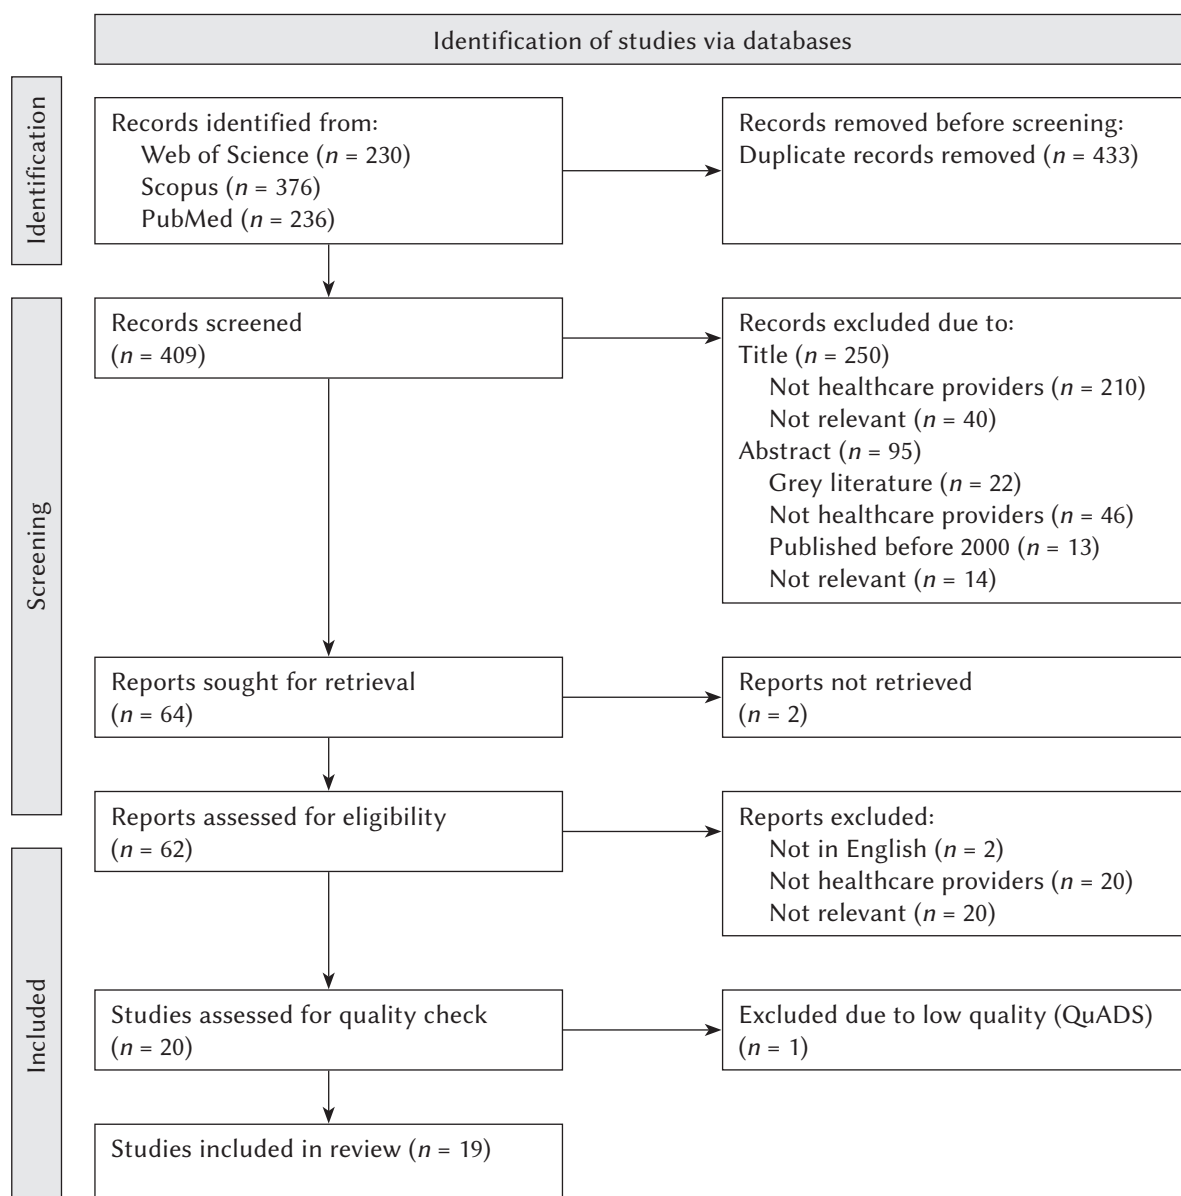 Identification of studies via databases
Identification
Records identified from:
Web of Science (n = 230)
Scopus (n = 376)
PubMed (n = 236)
Records removed before screening:
Duplicate records removed (n = 433)
Screening
Records screened
(n = 409)
Records excluded due to:
Title (n = 250)
Not healthcare providers (n = 210)
Not relevant (n = 40)
Abstract (n = 95)
Grey literature (n = 22)
Not healthcare providers (n = 46)
Published before 2000 (n = 13)
Not relevant (n = 14)
Reports sought for retrieval
(n = 64)
Reports not retrieved
(n = 2)
Reports assessed for eligibility
(n = 62)
Reports excluded:
Not in English (n = 2)
Not healthcare providers (n = 20)
Not relevant (n = 20)
Included
Studies assessed for quality check
(n = 20)
Excluded due to low quality (QuADS)
(n = 1)
Studies included in review (n = 19)